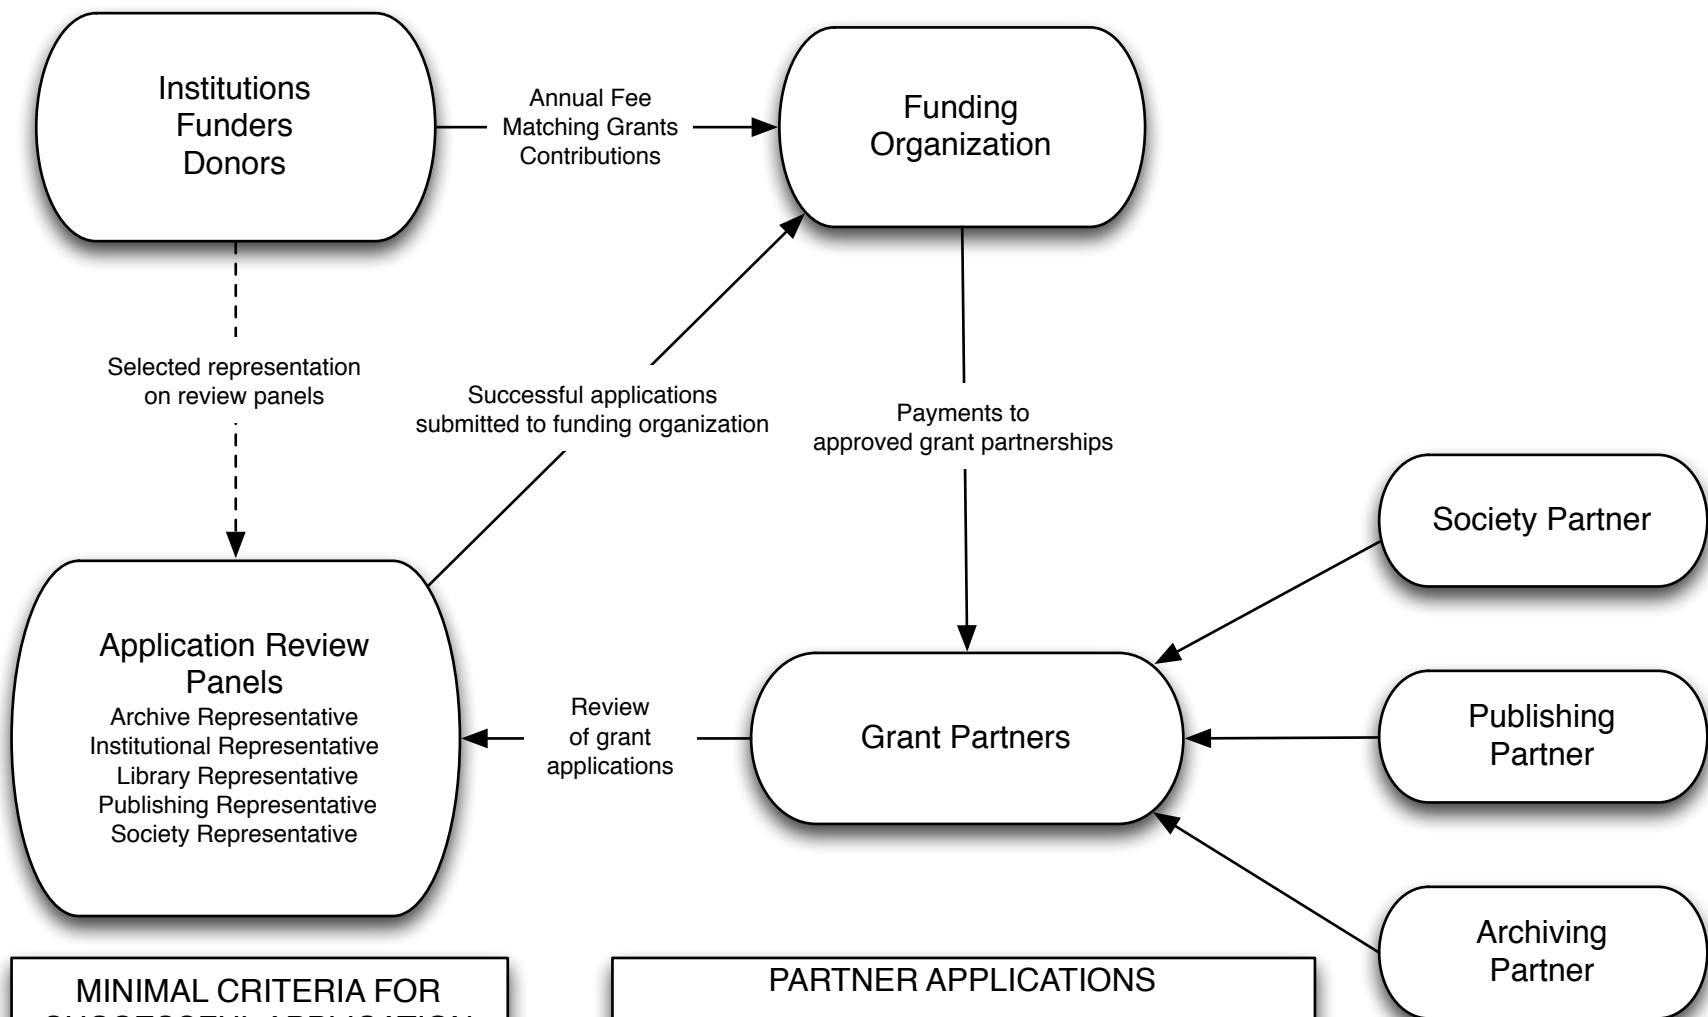 Institutions
Funders
Donors
Annual Fee
Matching Grants
Contributions
Funding
Organization
Selected representation
on review panels
Successful applications
submitted to funding organization
Payments to
approved grant partnerships
Society Partner
Application Review
Panels
Archive Representative
Institutional Representative
Library Representative
Publishing Representative
Society Representative
Review
of grant
applications
Grant Partners
Publishing
Partner
Archiving
Partner
MINIMAL CRITERIA FOR
SUCCESSFUL APPLICATION
PARTNER APPLICATIONS